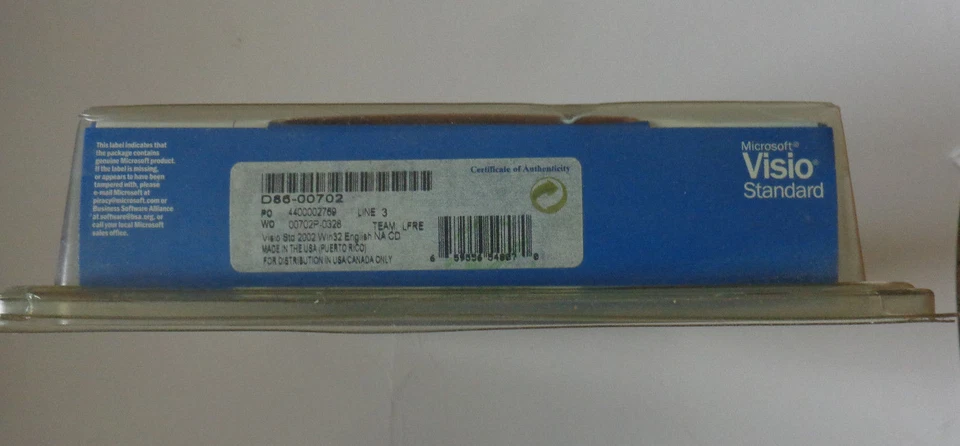 This label indicates that
the package contains
genuine Microsoft product.
If the label is missing,
or appears to have been
tampered with, please
e-mail Microsoft at
piracy@microsoft.com or
Business Software Alliance
at software@bsa.org, or
call your local Microsoft
sales office.
Certificate of Authenticity
D86-00702
PO 4400002769 LINE 3
WO 00702P-0328 TEAM LFRE
Visio Std 2002 Win32 English NA CD
MADE IN THE USA (PUERTO RICO)
FOR DISTRIBUTION IN USA/CANADA ONLY
Microsoft®
Visio®
Standard